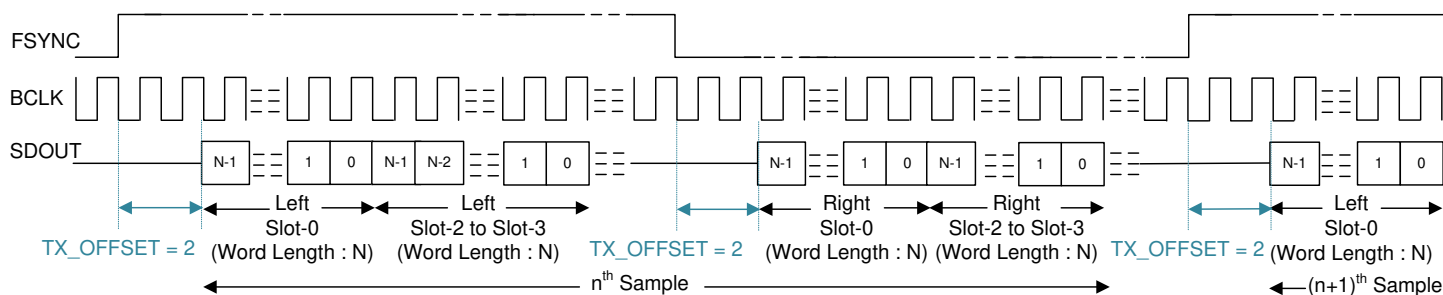 FSYNC
BCLK
SDOUT
N-1 1 0 N-1 N-2 1 0 N-1 1 0 N-1 1 0 N-1 1 0
Left Left Right Right Left
Slot-0 Slot-2 to Slot-3 Slot-0 Slot-2 to Slot-3 Slot-0
TX_OFFSET = 2 (Word Length : N) (Word Length : N) TX_OFFSET = 2 (Word Length : N) (Word Length : N) TX_OFFSET = 2 (Word Length : N)
nth Sample (n+1)th Sample